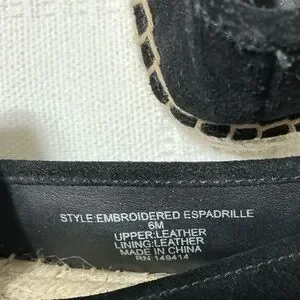 STYLE:EMBROIDERED ESPADRILLE
6M
UPPER:LEATHER
LINING:LEATHER
MADE IN CHINA
RN:149414